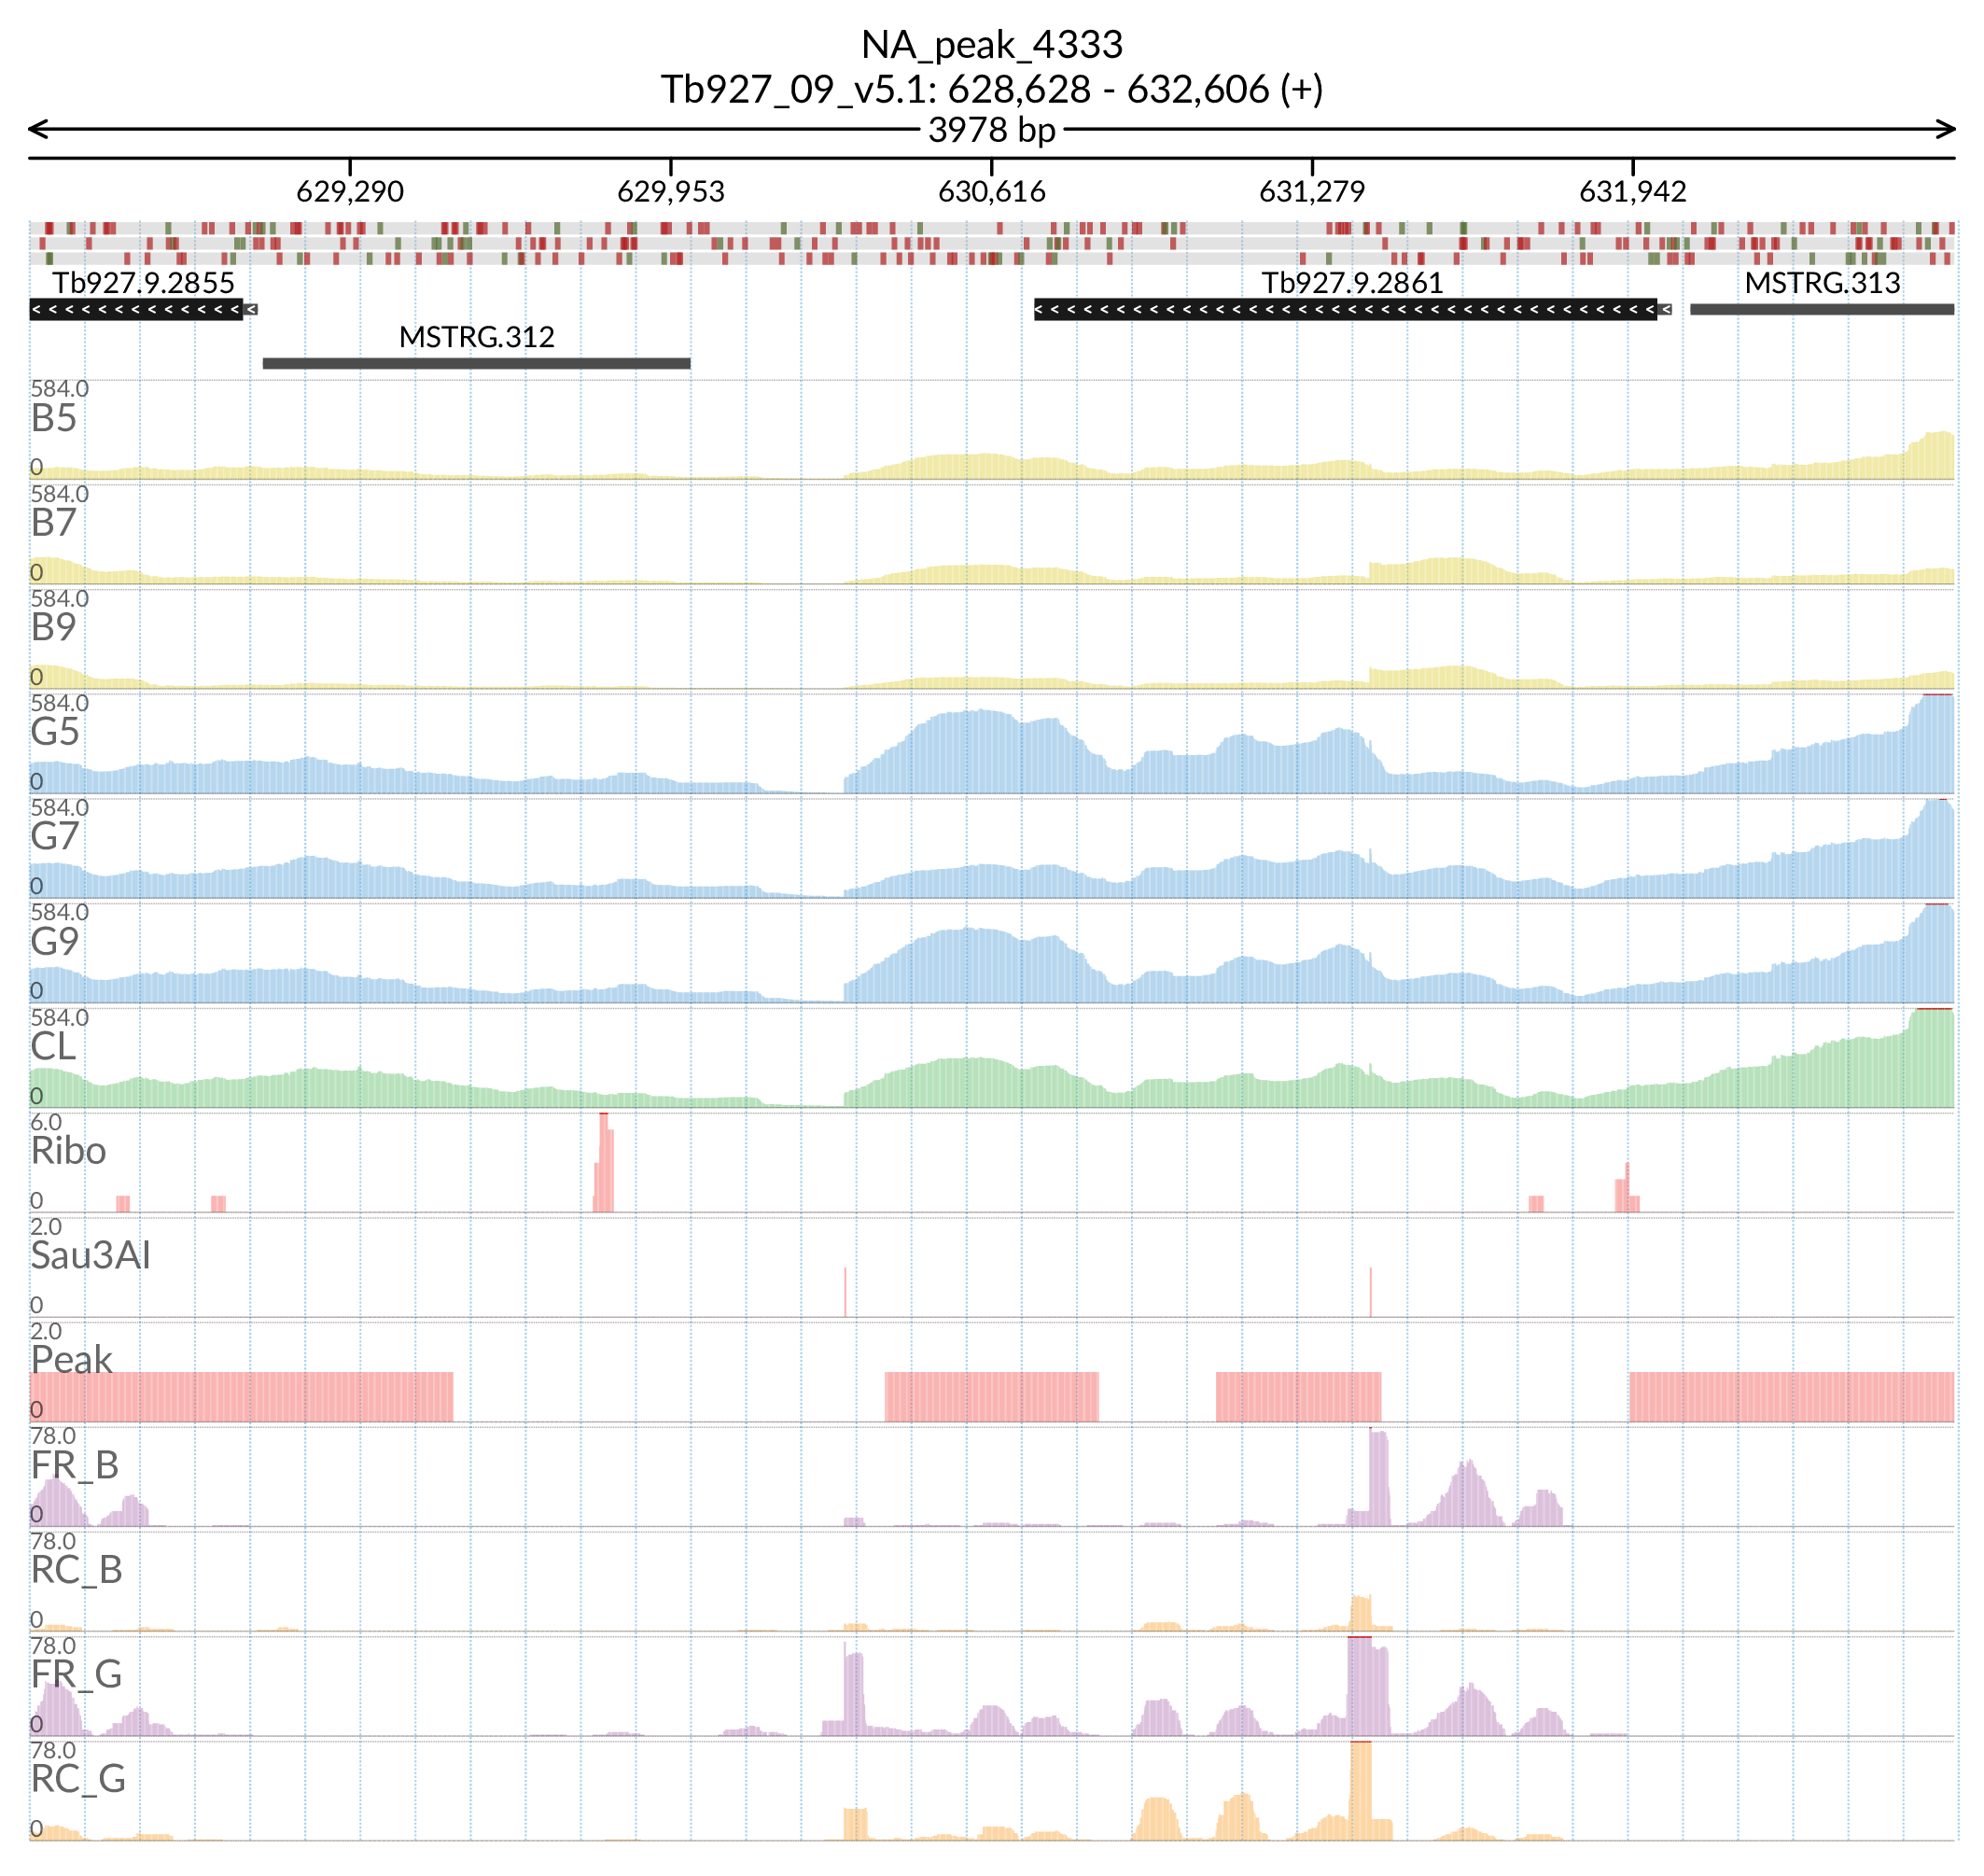 NA_peak_4333
Tb927_09_v5.1: 628,628 - 632,606 (+)
3978 bp
629,290 629,953 630,616 631,279 631,942
Tb927.9.2855 Tb927.9.2861 MSTRG.313
MSTRG.312
584.0
B5
0
584.0
B7
0
584.0
B9
0
584.0
G5
0
584.0
G7
0
584.0
G9
0
584.0
CL
0
6.0
Ribo
0
2.0
Sau3AI
0
2.0
Peak
0
78.0
FR_B
0
78.0
RC_B
0
78.0
FR_G
0
78.0
RC_G
0